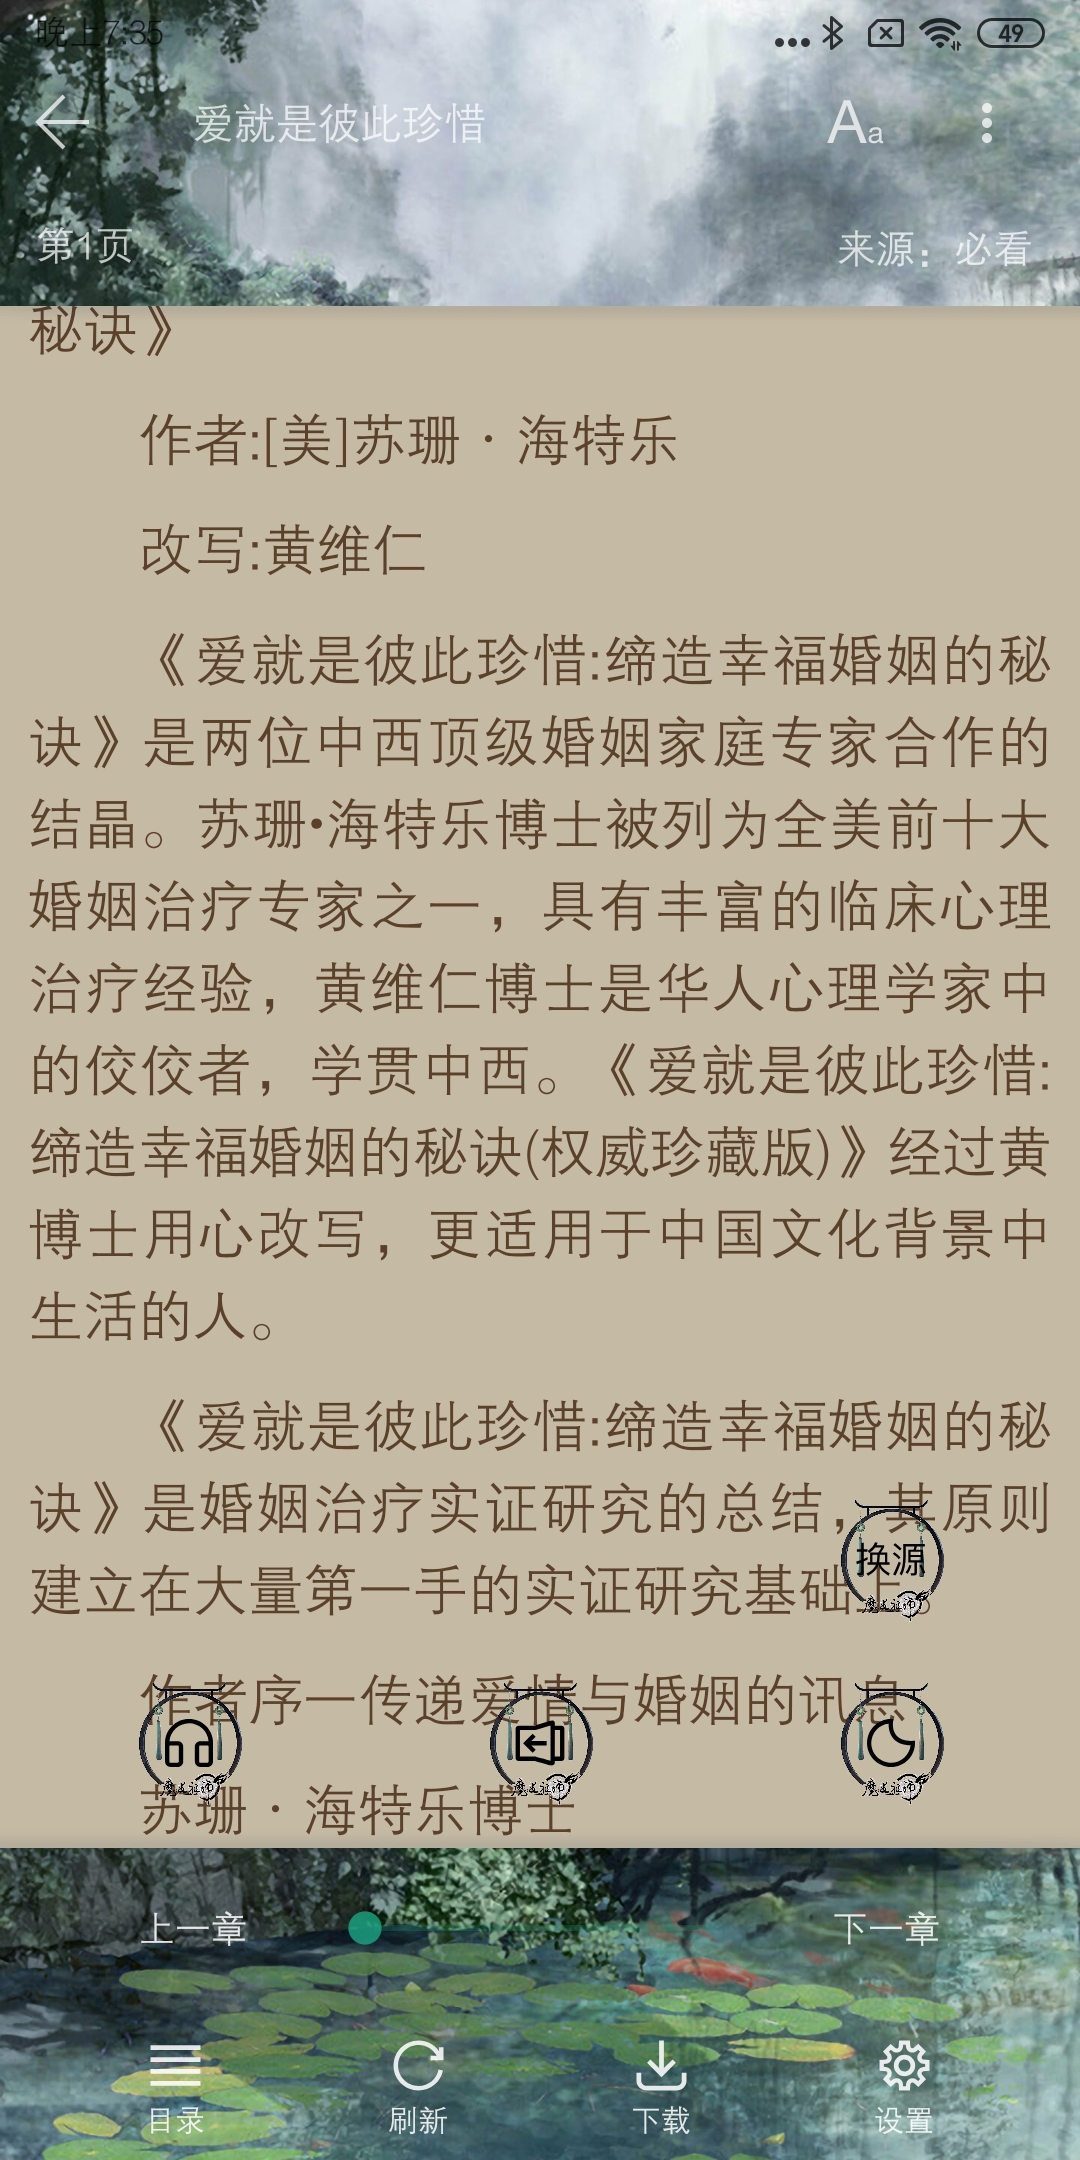 晚上7:35
49
爱就是彼此珍惜
Aa
第1页
来源：必看
秘诀》
作者:[美]苏珊·海特乐
改写:黄维仁
《爱就是彼此珍惜:缔造幸福婚姻的秘
诀》是两位中西顶级婚姻家庭专家合作的
结晶。苏珊•海特乐博士被列为全美前十大
婚姻治疗专家之一，具有丰富的临床心理
治疗经验，黄维仁博士是华人心理学家中
的佼佼者，学贯中西。《爱就是彼此珍惜:
缔造幸福婚姻的秘诀(权威珍藏版)》经过黄
博士用心改写，更适用于中国文化背景中
生活的人。
《爱就是彼此珍惜:缔造幸福婚姻的秘
诀》是婚姻治疗实证研究的总结，其原则
换源
建立在大量第一手的实证研究基础上。
作者序一传递爱情与婚姻的讯息
苏珊·海特乐博士
上一章
下一章
目录
刷新
下载
设置